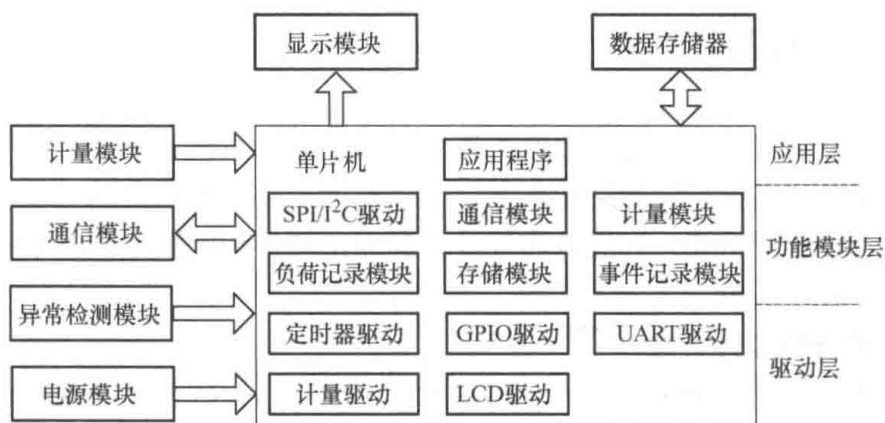 显示模块
数据存储器
计量模块
单片机
应用程序
应用层
通信模块
SPI/I²C驱动
通信模块
计量模块
功能模块层
负荷记录模块
存储模块
事件记录模块
异常检测模块
定时器驱动
GPIO驱动
UART驱动
驱动层
电源模块
计量驱动
LCD驱动